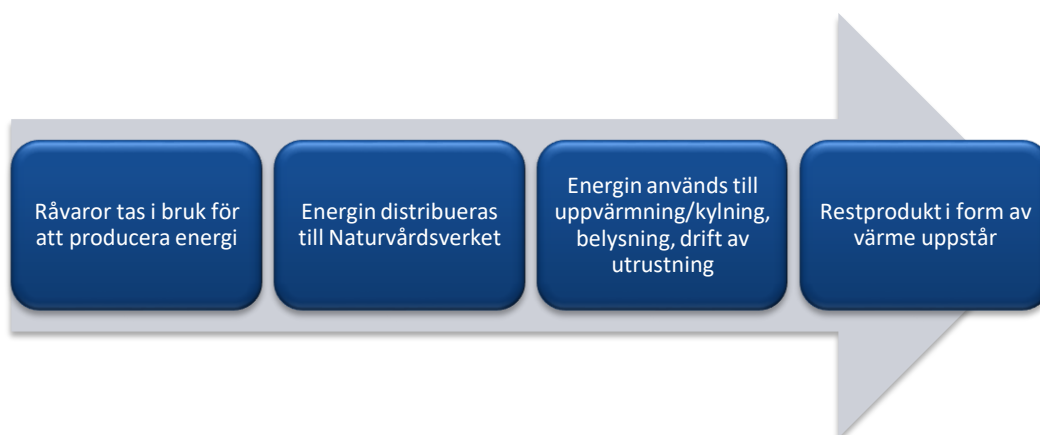 Råvaror tas i bruk för
att producera energi
Energin distribueras
till Naturvårdsverket
Energin används till
uppvärmning/kylning,
belysning, drift av
utrustning
Restprodukt i form av
värme uppstår